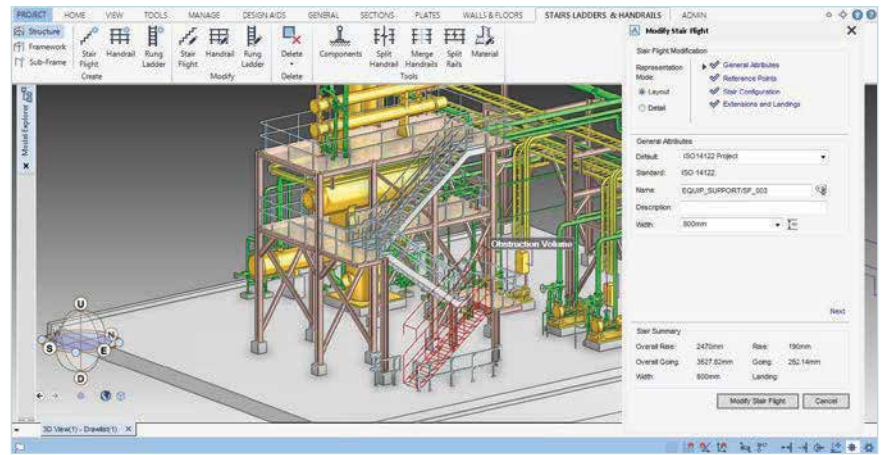 PROJECT HOME VIEW TOOLS MANAGE DESIGN AIDS GENERAL SECTIONS PLATES WALLS & FLOORS STAIRS LADDERS & HANDRAILS ADMIN
Structure
Framework
Sub-Frame
Stair Flight
Handrail
Rung Ladder
Create
Stair Flight
Handrail
Rung Ladder
Modify
Delete
Delete
Components
Split Handrail
Merge Handrails
Split Rails
Material
Tools
Model Explorer
Obstruction Volume
U
N
S
E
D
3D View(1) - Drawlist(1)
Modify Stair Flight
Stair Flight Modification
Representation Mode:
Layout
Detail
General Attributes
Reference Points
Stair Configuration
Extensions and Landings
General Attributes
Default: ISO14122 Project
Standard: ISO 14122
Name: EQUIP_SUPPORT/SF_003
Description:
Width: 800mm
Next
Stair Summary
Overall Rise: 2470mm Rise: 190mm
Overall Going: 3527.82mm Going: 252.14mm
Width: 800mm Landing:
Modify Stair Flight Cancel